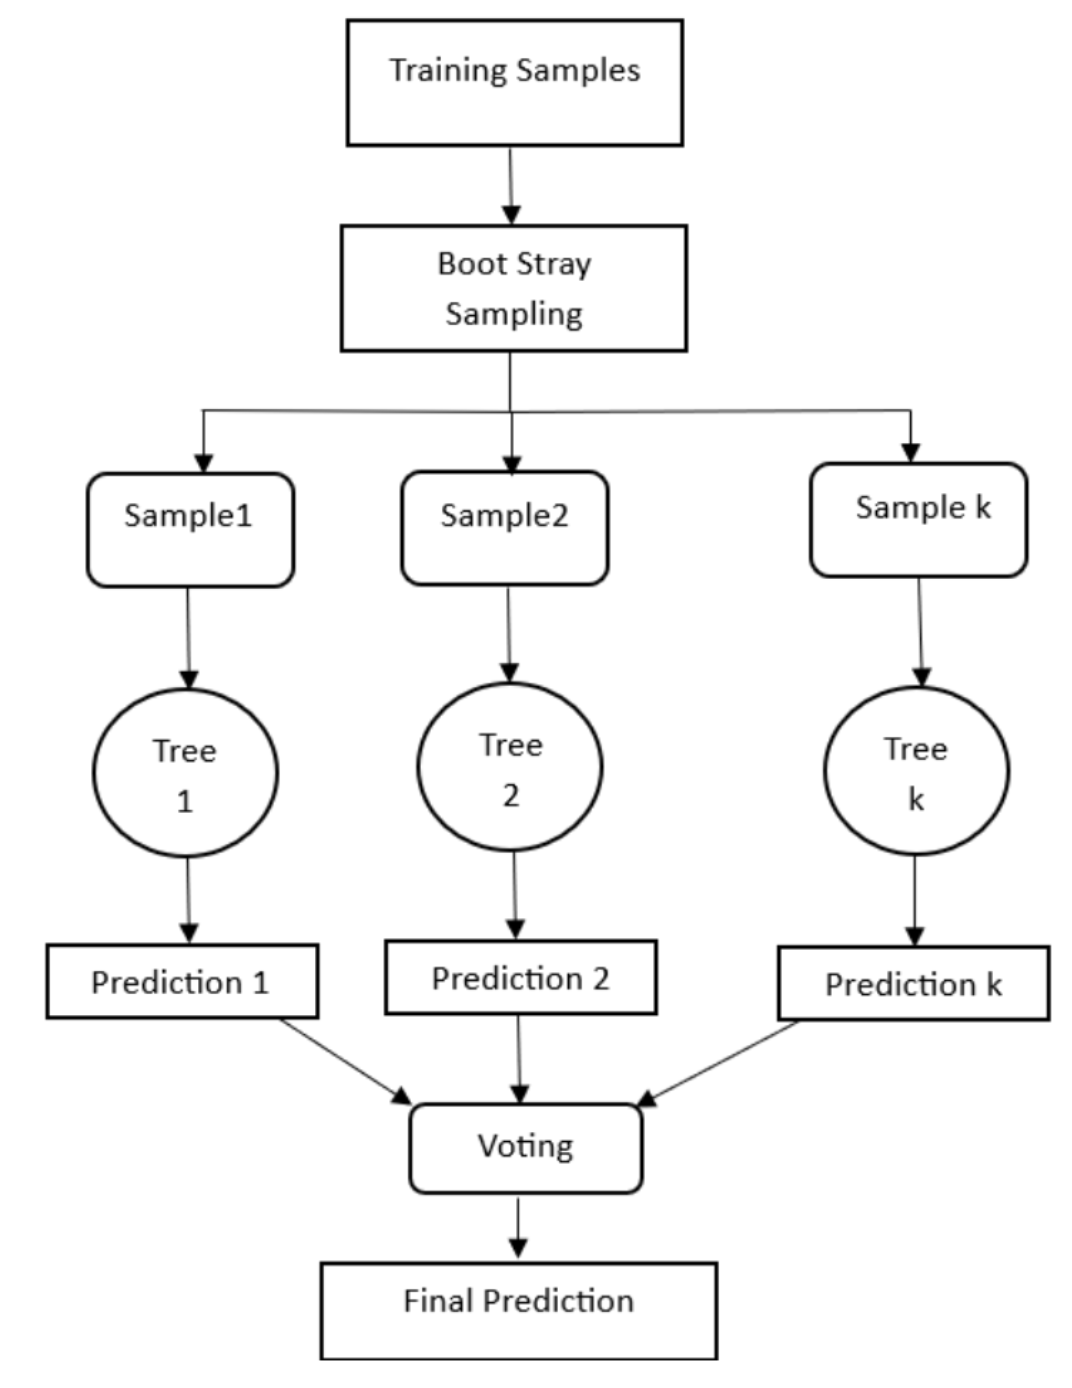 Training Samples
Boot Stray
Sampling
Sample1
Sample2
Sample k
Tree
1
Tree
2
Tree
k
Prediction 1
Prediction 2
Prediction k
Voting
Final Prediction